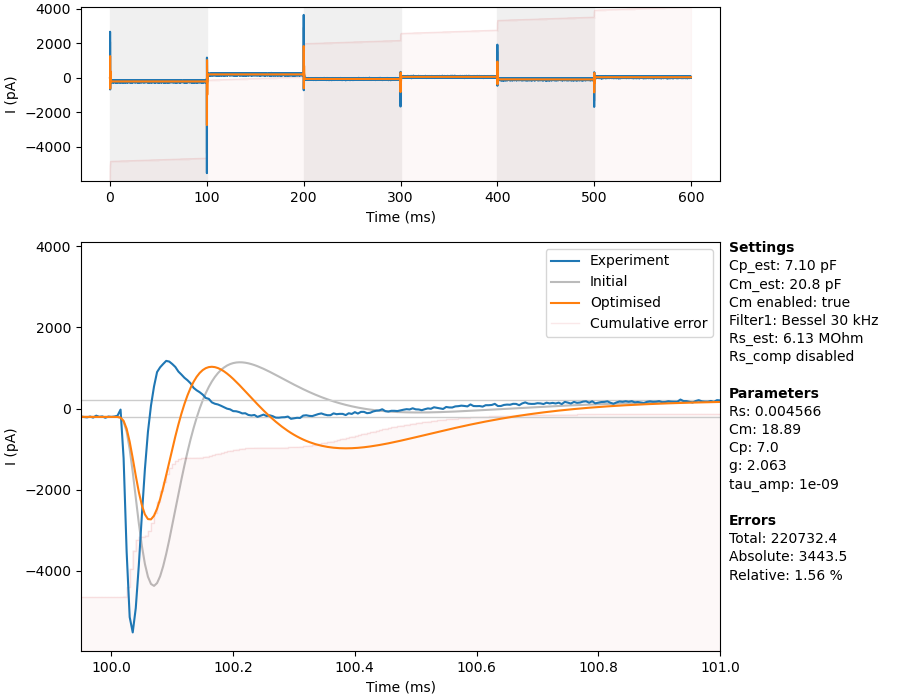 4000
2000
0
−2000
−4000
I (pA)
0 100 200 300 400 500 600
Time (ms)
4000
2000
0
−2000
−4000
I (pA)
Experiment
Initial
Optimised
Cumulative error
100.0 100.2 100.4 100.6 100.8 101.0
Time (ms)
Settings
Cp_est: 7.10 pF
Cm_est: 20.8 pF
Cm enabled: true
Filter1: Bessel 30 kHz
Rs_est: 6.13 MOhm
Rs_comp disabled
Parameters
Rs: 0.004566
Cm: 18.89
Cp: 7.0
g: 2.063
tau_amp: 1e-09
Errors
Total: 220732.4
Absolute: 3443.5
Relative: 1.56 %